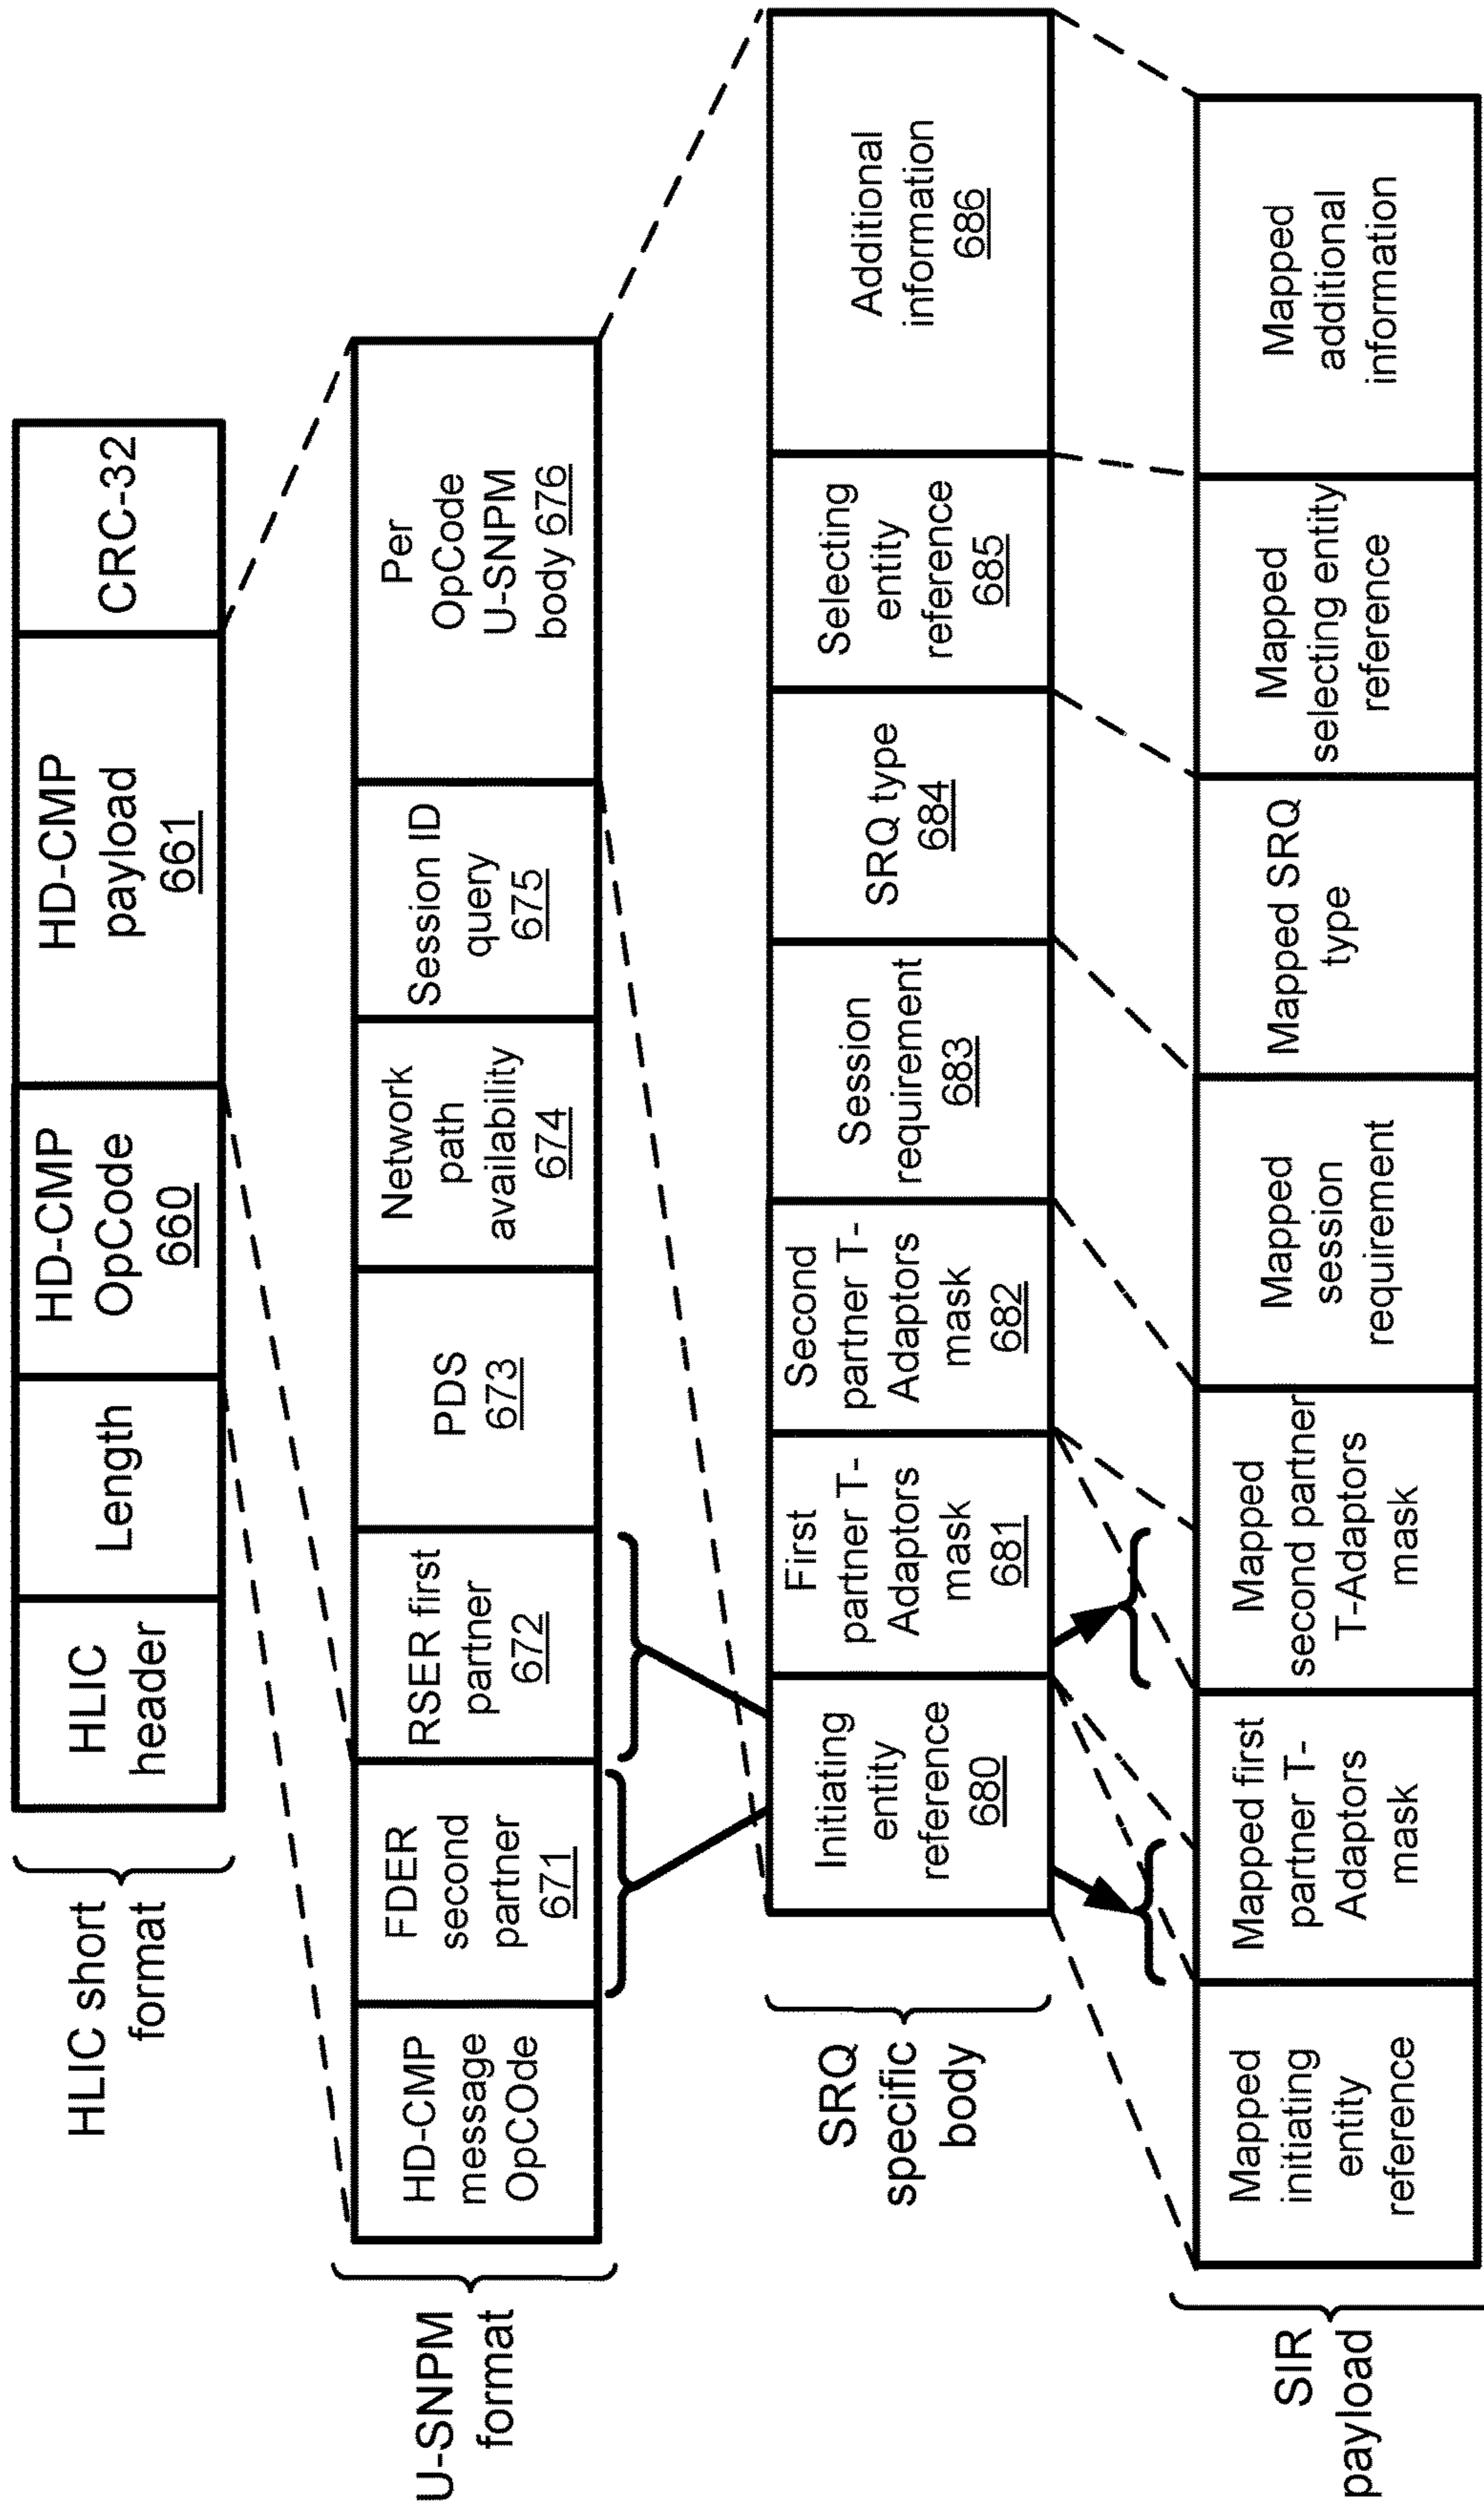 HLIC short
format
HLIC
header
Length
HD-CMP
OpCode
660
HD-CMP
payload
661
CRC-32
U-SNPM
format
HD-CMP
message
OpCOde
FDER
second
partner
671
RSER first
partner
672
PDS
673
Network
path
availability
674
Session ID
query
675
Per
OpCode
U-SNPM
body 676
SRQ
specific
body
Initiating
entity
reference
680
First
partner T-
Adaptors
mask
681
Second
partner T-
Adaptors
mask
682
Session
requirement
683
SRQ type
684
Selecting
entity
reference
685
Additional
information
686
SIR
payload
Mapped
initiating
entity
reference
Mapped first
partner T-
Adaptors
mask
Mapped
second partner
T-Adaptors
mask
Mapped
session
requirement
Mapped SRQ
type
Mapped
selecting entity
reference
Mapped
additional
information